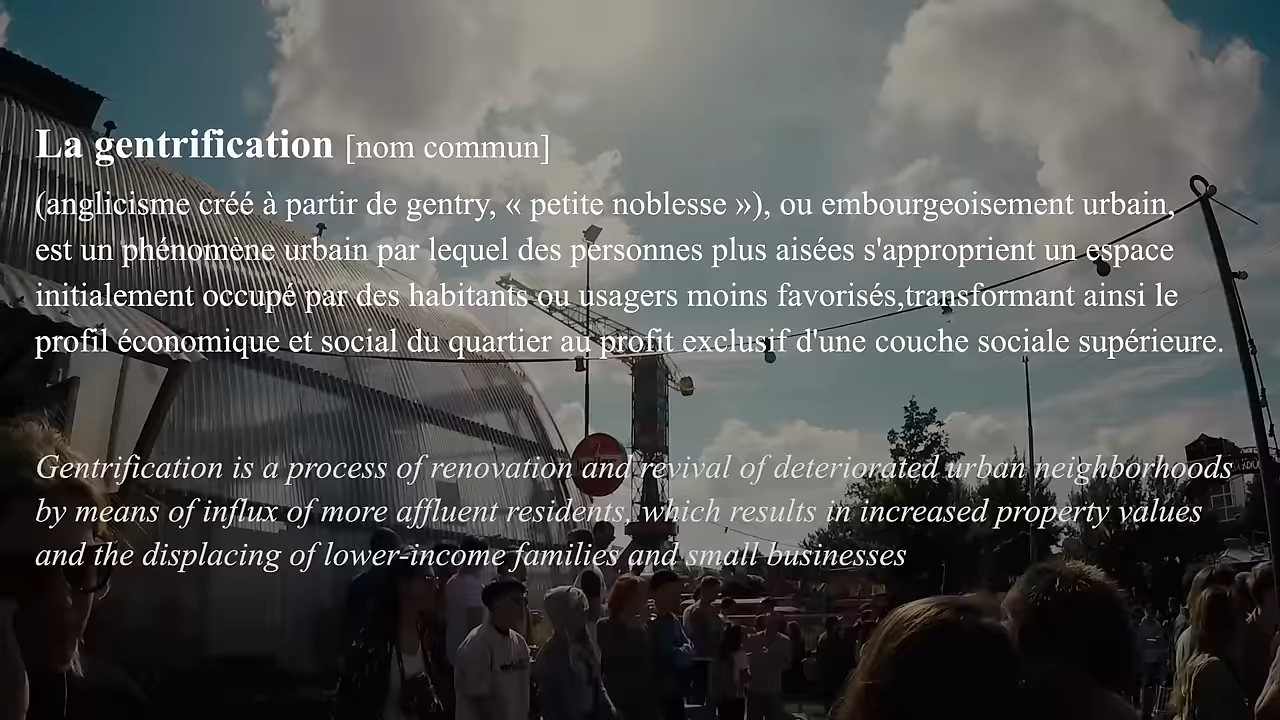 La gentrification [nom commun]
(anglicisme créé à partir de gentry, « petite noblesse »), ou embourgeoisement urbain,
est un phénomène urbain par lequel des personnes plus aisées s'approprient un espace
initialement occupé par des habitants ou usagers moins favorisés,transformant ainsi le
profil économique et social du quartier au profit exclusif d'une couche sociale supérieure.
Gentrification is a process of renovation and revival of deteriorated urban neighborhoods
by means of influx of more affluent residents, which results in increased property values
and the displacing of lower-income families and small businesses